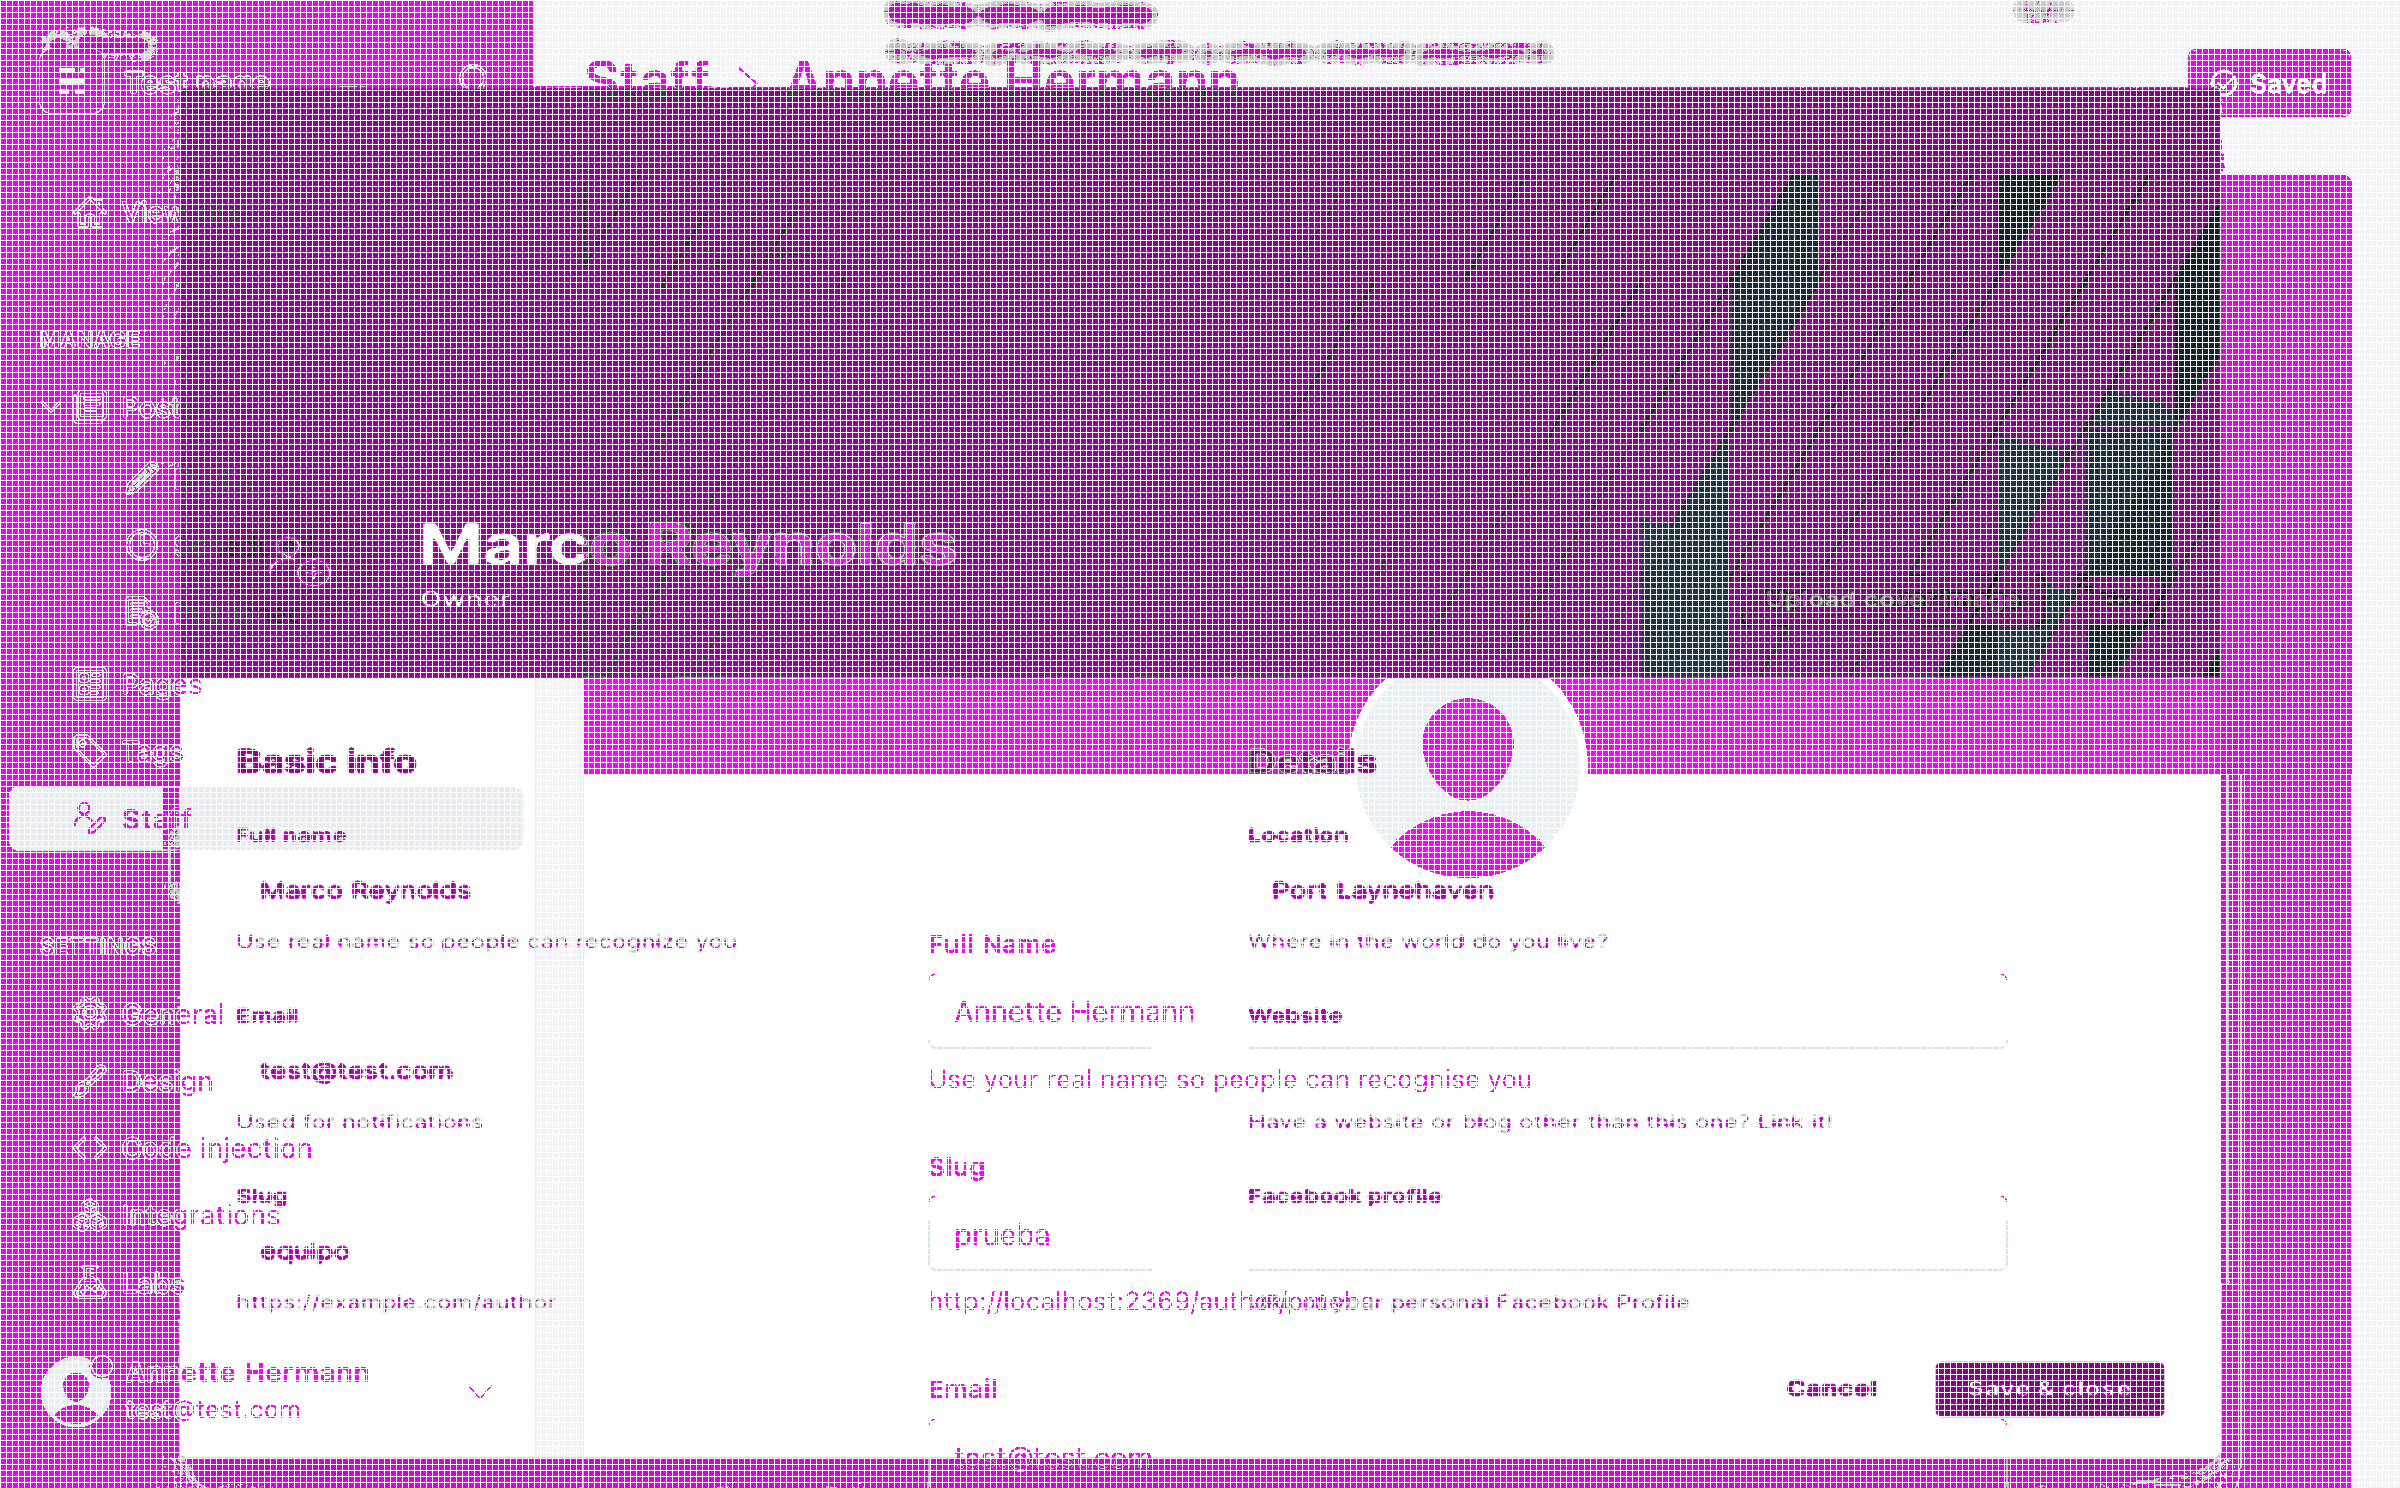 Staff > Annette Hermann
Saved
Test name
View
MANAGE
Post
Marco Reynolds
Owner
Upload cover image
Pages
Tags
Staff
SETTINGS
General
Design
Code injection
Integrations
Labs
Annette Hermann
test@test.com
Basic info
Full name
Marco Reynolds
Use real name so people can recognize you
Email
test@test.com
Used for notifications
Slug
equipo
https://example.com/author
Details
Location
Port Laynehaven
Where in the world do you live?
Website
Have a website or blog other than this one? Link it!
Facebook profile
your personal Facebook Profile
Full Name
Annette Hermann
Use your real name so people can recognise you
Slug
prueba
http://localhost:2369/author/prueba
Email
test@test.com
Cancel
Save & close